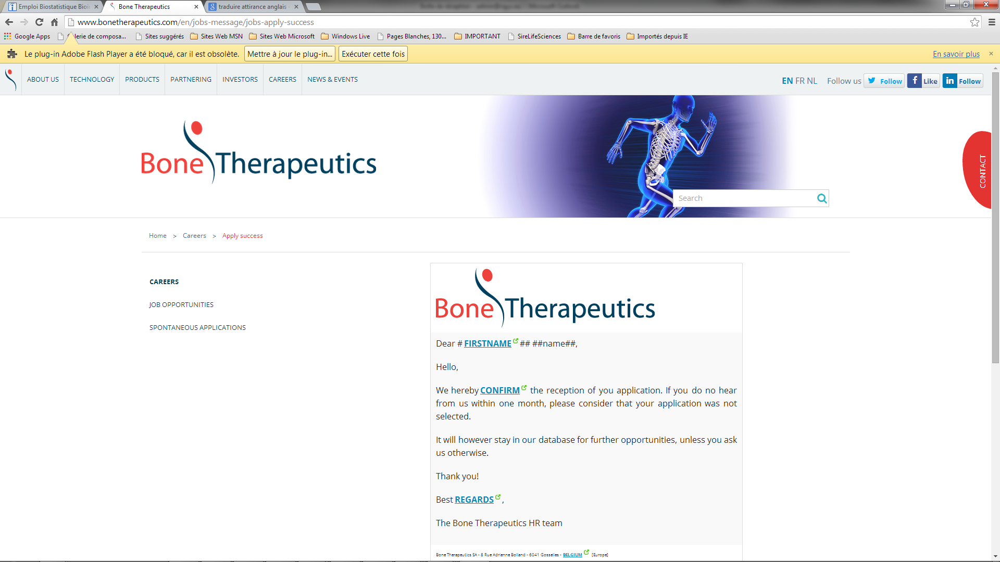 Emploi Biostatistique Bioi
Bone Therapeutics
traduire attirance anglais -
www.bonetherapeutics.com/en/jobs-message/jobs-apply-success
Google Apps
lerie de composa...
Sites suggérés
Sites Web MSN
Sites Web Microsoft
Windows Live
Pages Blanches, 130...
IMPORTANT
SireLifeSciences
Barre de favoris
Importés depuis IE
Le plug-in Adobe Flash Player a été bloqué, car il est obsolète.
Mettre à jour le plug-in...
Exécuter cette fois
En savoir plus
ABOUT US
TECHNOLOGY
PRODUCTS
PARTNERING
INVESTORS
CAREERS
NEWS & EVENTS
EN FR NL
Follow us
Follow
Like
Follow
Bone Therapeutics
CONTACT
Search
Home > Careers > Apply success
CAREERS
JOB OPPORTUNITIES
SPONTANEOUS APPLICATIONS
Bone Therapeutics
Dear # FIRSTNAME ## ##name##,
Hello,
We hereby CONFIRM the reception of you application. If you do no hear
from us within one month, please consider that your application was not
selected.
It will however stay in our database for further opportunities, unless you ask
us otherwise.
Thank you!
Best REGARDS ,
The Bone Therapeutics HR team
Bone Therapeutics SA - 8 Rue Adrienne Bolland - 6041 Gosselies - BELGIUM [Europe]